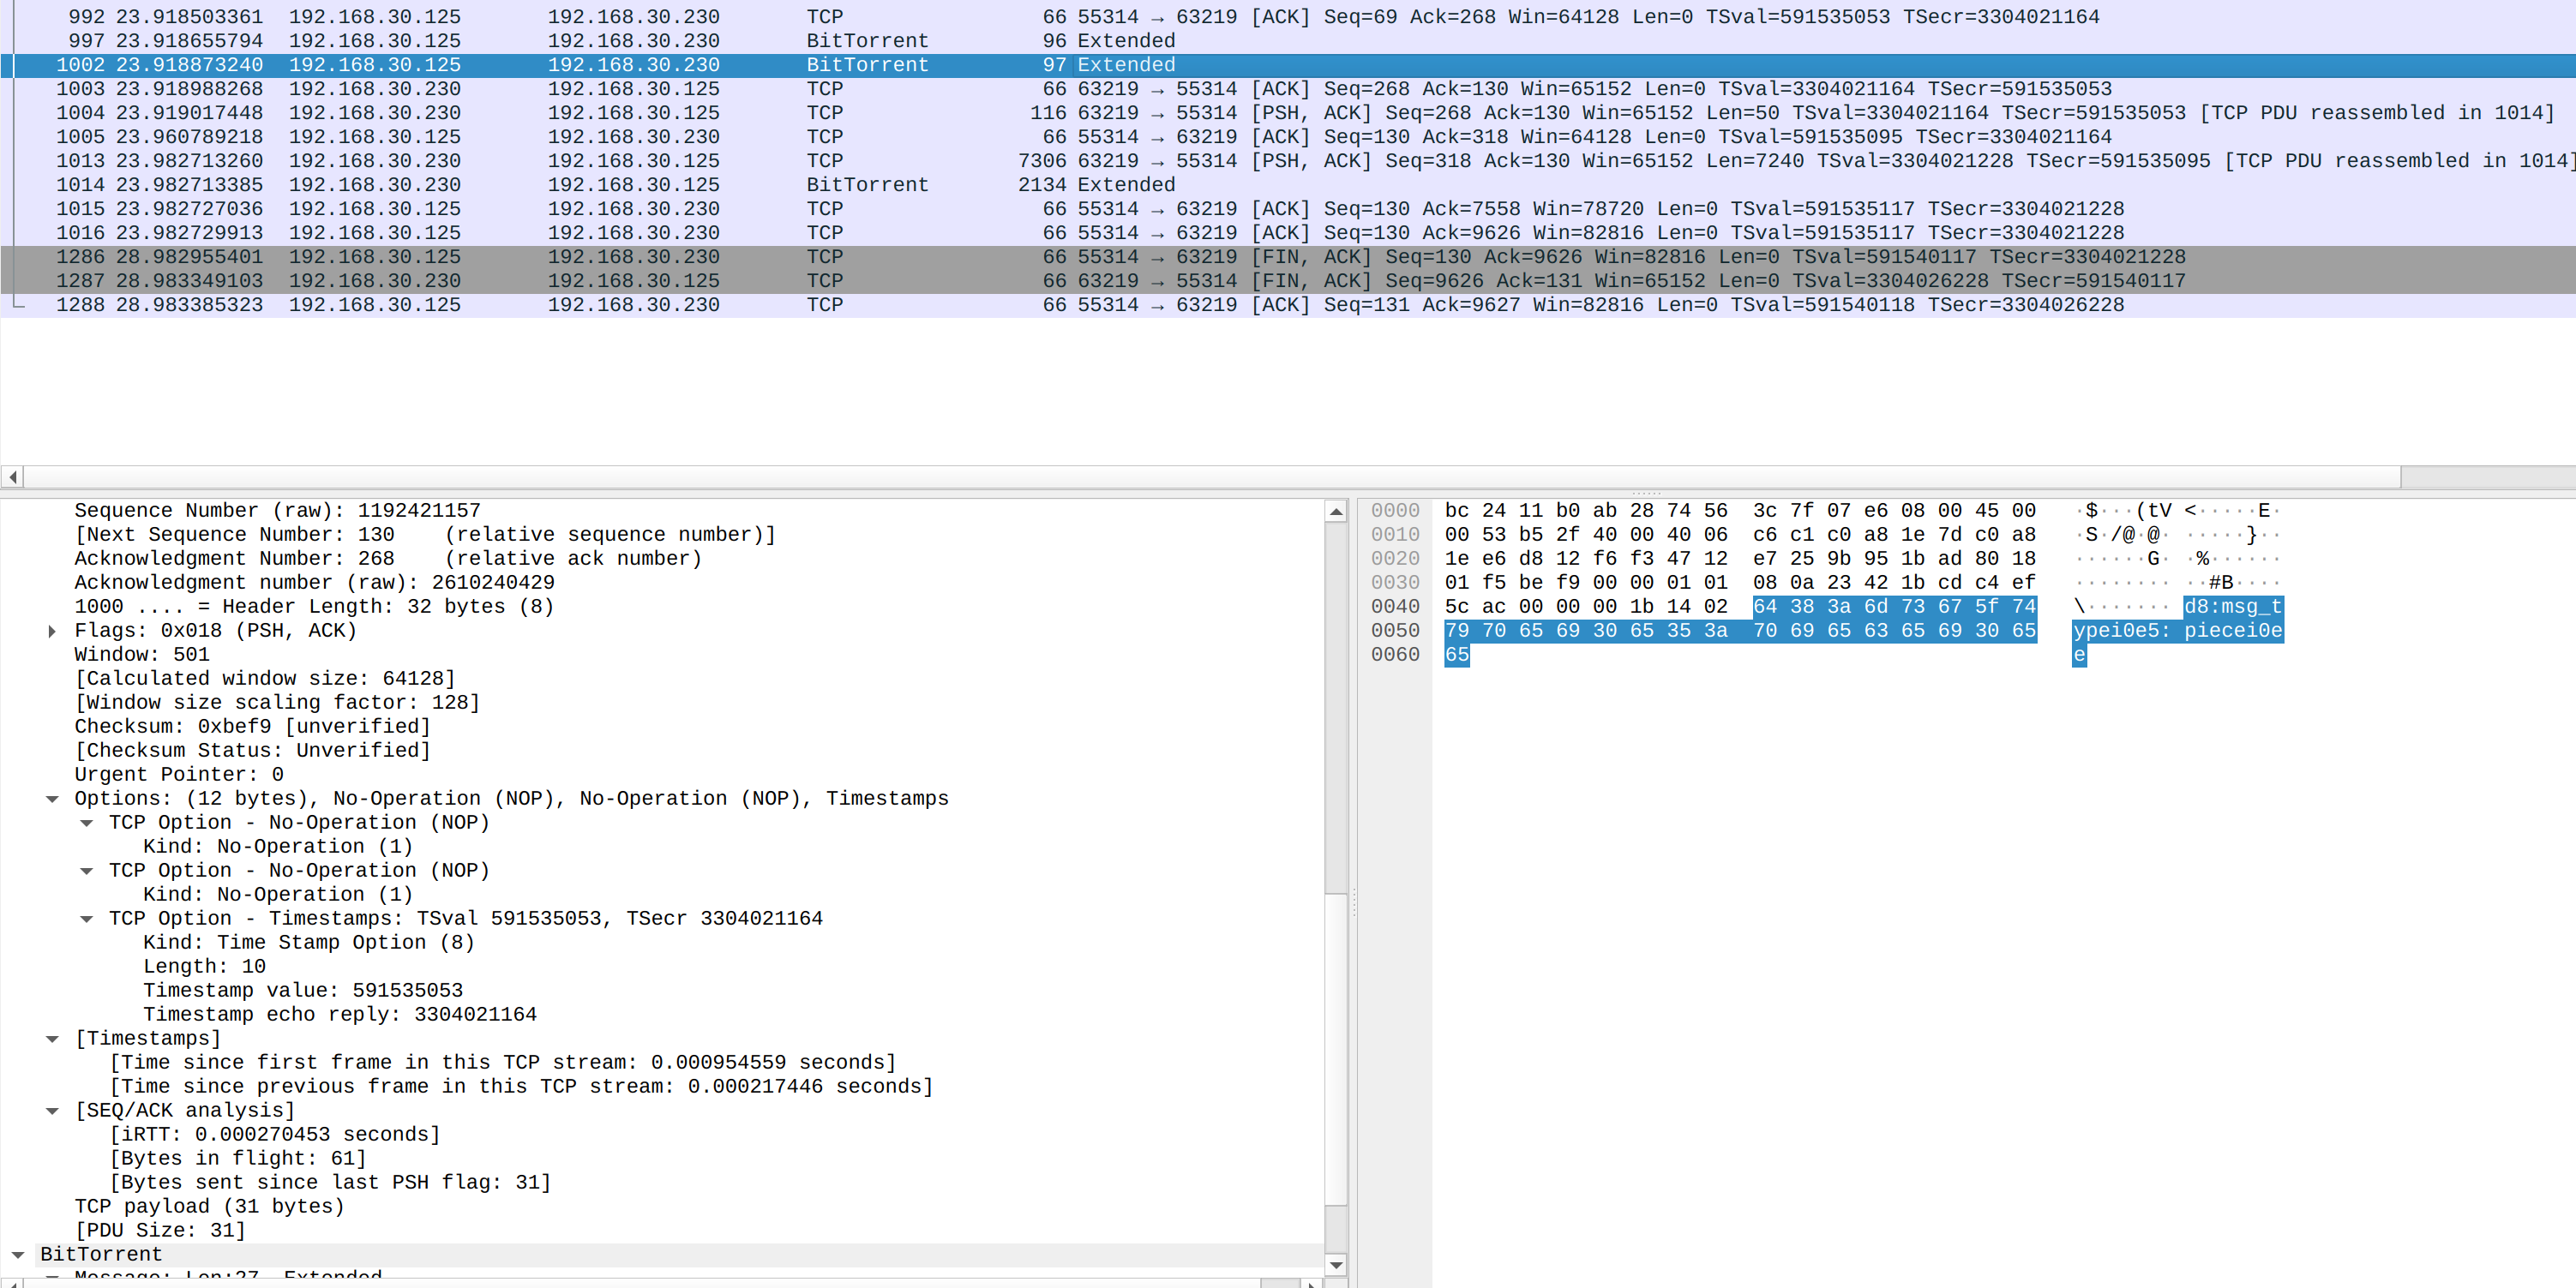 992 23.918503361 192.168.30.125 192.168.30.230 TCP 66 55314 → 63219 [ACK] Seq=69 Ack=268 Win=64128 Len=0 TSval=591535053 TSecr=3304021164
997 23.918655794 192.168.30.125 192.168.30.230 BitTorrent 96 Extended
1002 23.918873240 192.168.30.125 192.168.30.230 BitTorrent 97 Extended
1003 23.918988268 192.168.30.230 192.168.30.125 TCP 66 63219 → 55314 [ACK] Seq=268 Ack=130 Win=65152 Len=0 TSval=3304021164 TSecr=591535053
1004 23.919017448 192.168.30.230 192.168.30.125 TCP 116 63219 → 55314 [PSH, ACK] Seq=268 Ack=130 Win=65152 Len=50 TSval=3304021164 TSecr=591535053 [TCP PDU reassembled in 1014]
1005 23.960789218 192.168.30.125 192.168.30.230 TCP 66 55314 → 63219 [ACK] Seq=130 Ack=318 Win=64128 Len=0 TSval=591535095 TSecr=3304021164
1013 23.982713260 192.168.30.230 192.168.30.125 TCP 7306 63219 → 55314 [PSH, ACK] Seq=318 Ack=130 Win=65152 Len=7240 TSval=3304021228 TSecr=591535095 [TCP PDU reassembled in 1014]
1014 23.982713385 192.168.30.230 192.168.30.125 BitTorrent 2134 Extended
1015 23.982727036 192.168.30.125 192.168.30.230 TCP 66 55314 → 63219 [ACK] Seq=130 Ack=7558 Win=78720 Len=0 TSval=591535117 TSecr=3304021228
1016 23.982729913 192.168.30.125 192.168.30.230 TCP 66 55314 → 63219 [ACK] Seq=130 Ack=9626 Win=82816 Len=0 TSval=591535117 TSecr=3304021228
1286 28.982955401 192.168.30.125 192.168.30.230 TCP 66 55314 → 63219 [FIN, ACK] Seq=130 Ack=9626 Win=82816 Len=0 TSval=591540117 TSecr=3304021228
1287 28.983349103 192.168.30.230 192.168.30.125 TCP 66 63219 → 55314 [FIN, ACK] Seq=9626 Ack=131 Win=65152 Len=0 TSval=3304026228 TSecr=591540117
1288 28.983385323 192.168.30.125 192.168.30.230 TCP 66 55314 → 63219 [ACK] Seq=131 Ack=9627 Win=82816 Len=0 TSval=591540118 TSecr=3304026228
Sequence Number (raw): 1192421157
[Next Sequence Number: 130 (relative sequence number)]
Acknowledgment Number: 268 (relative ack number)
Acknowledgment number (raw): 2610240429
1000 .... = Header Length: 32 bytes (8)
Flags: 0x018 (PSH, ACK)
Window: 501
[Calculated window size: 64128]
[Window size scaling factor: 128]
Checksum: 0xbef9 [unverified]
[Checksum Status: Unverified]
Urgent Pointer: 0
Options: (12 bytes), No-Operation (NOP), No-Operation (NOP), Timestamps
TCP Option - No-Operation (NOP)
Kind: No-Operation (1)
TCP Option - No-Operation (NOP)
Kind: No-Operation (1)
TCP Option - Timestamps: TSval 591535053, TSecr 3304021164
Kind: Time Stamp Option (8)
Length: 10
Timestamp value: 591535053
Timestamp echo reply: 3304021164
[Timestamps]
[Time since first frame in this TCP stream: 0.000954559 seconds]
[Time since previous frame in this TCP stream: 0.000217446 seconds]
[SEQ/ACK analysis]
[iRTT: 0.000270453 seconds]
[Bytes in flight: 61]
[Bytes sent since last PSH flag: 31]
TCP payload (31 bytes)
[PDU Size: 31]
BitTorrent
Message: Len:27, Extended
0000 bc 24 11 b0 ab 28 74 56 3c 7f 07 e6 08 00 45 00 ·$···(tV <·····E·
0010 00 53 b5 2f 40 00 40 06 c6 c1 c0 a8 1e 7d c0 a8 ·S·/@·@· ·····}··
0020 1e e6 d8 12 f6 f3 47 12 e7 25 9b 95 1b ad 80 18 ······G· ·%······
0030 01 f5 be f9 00 00 01 01 08 0a 23 42 1b cd c4 ef ········ ··#B····
0040 5c ac 00 00 00 1b 14 02 64 38 3a 6d 73 67 5f 74 \······· d8:msg_t
0050 79 70 65 69 30 65 35 3a 70 69 65 63 65 69 30 65 ypei0e5: piecei0e
0060 65 e